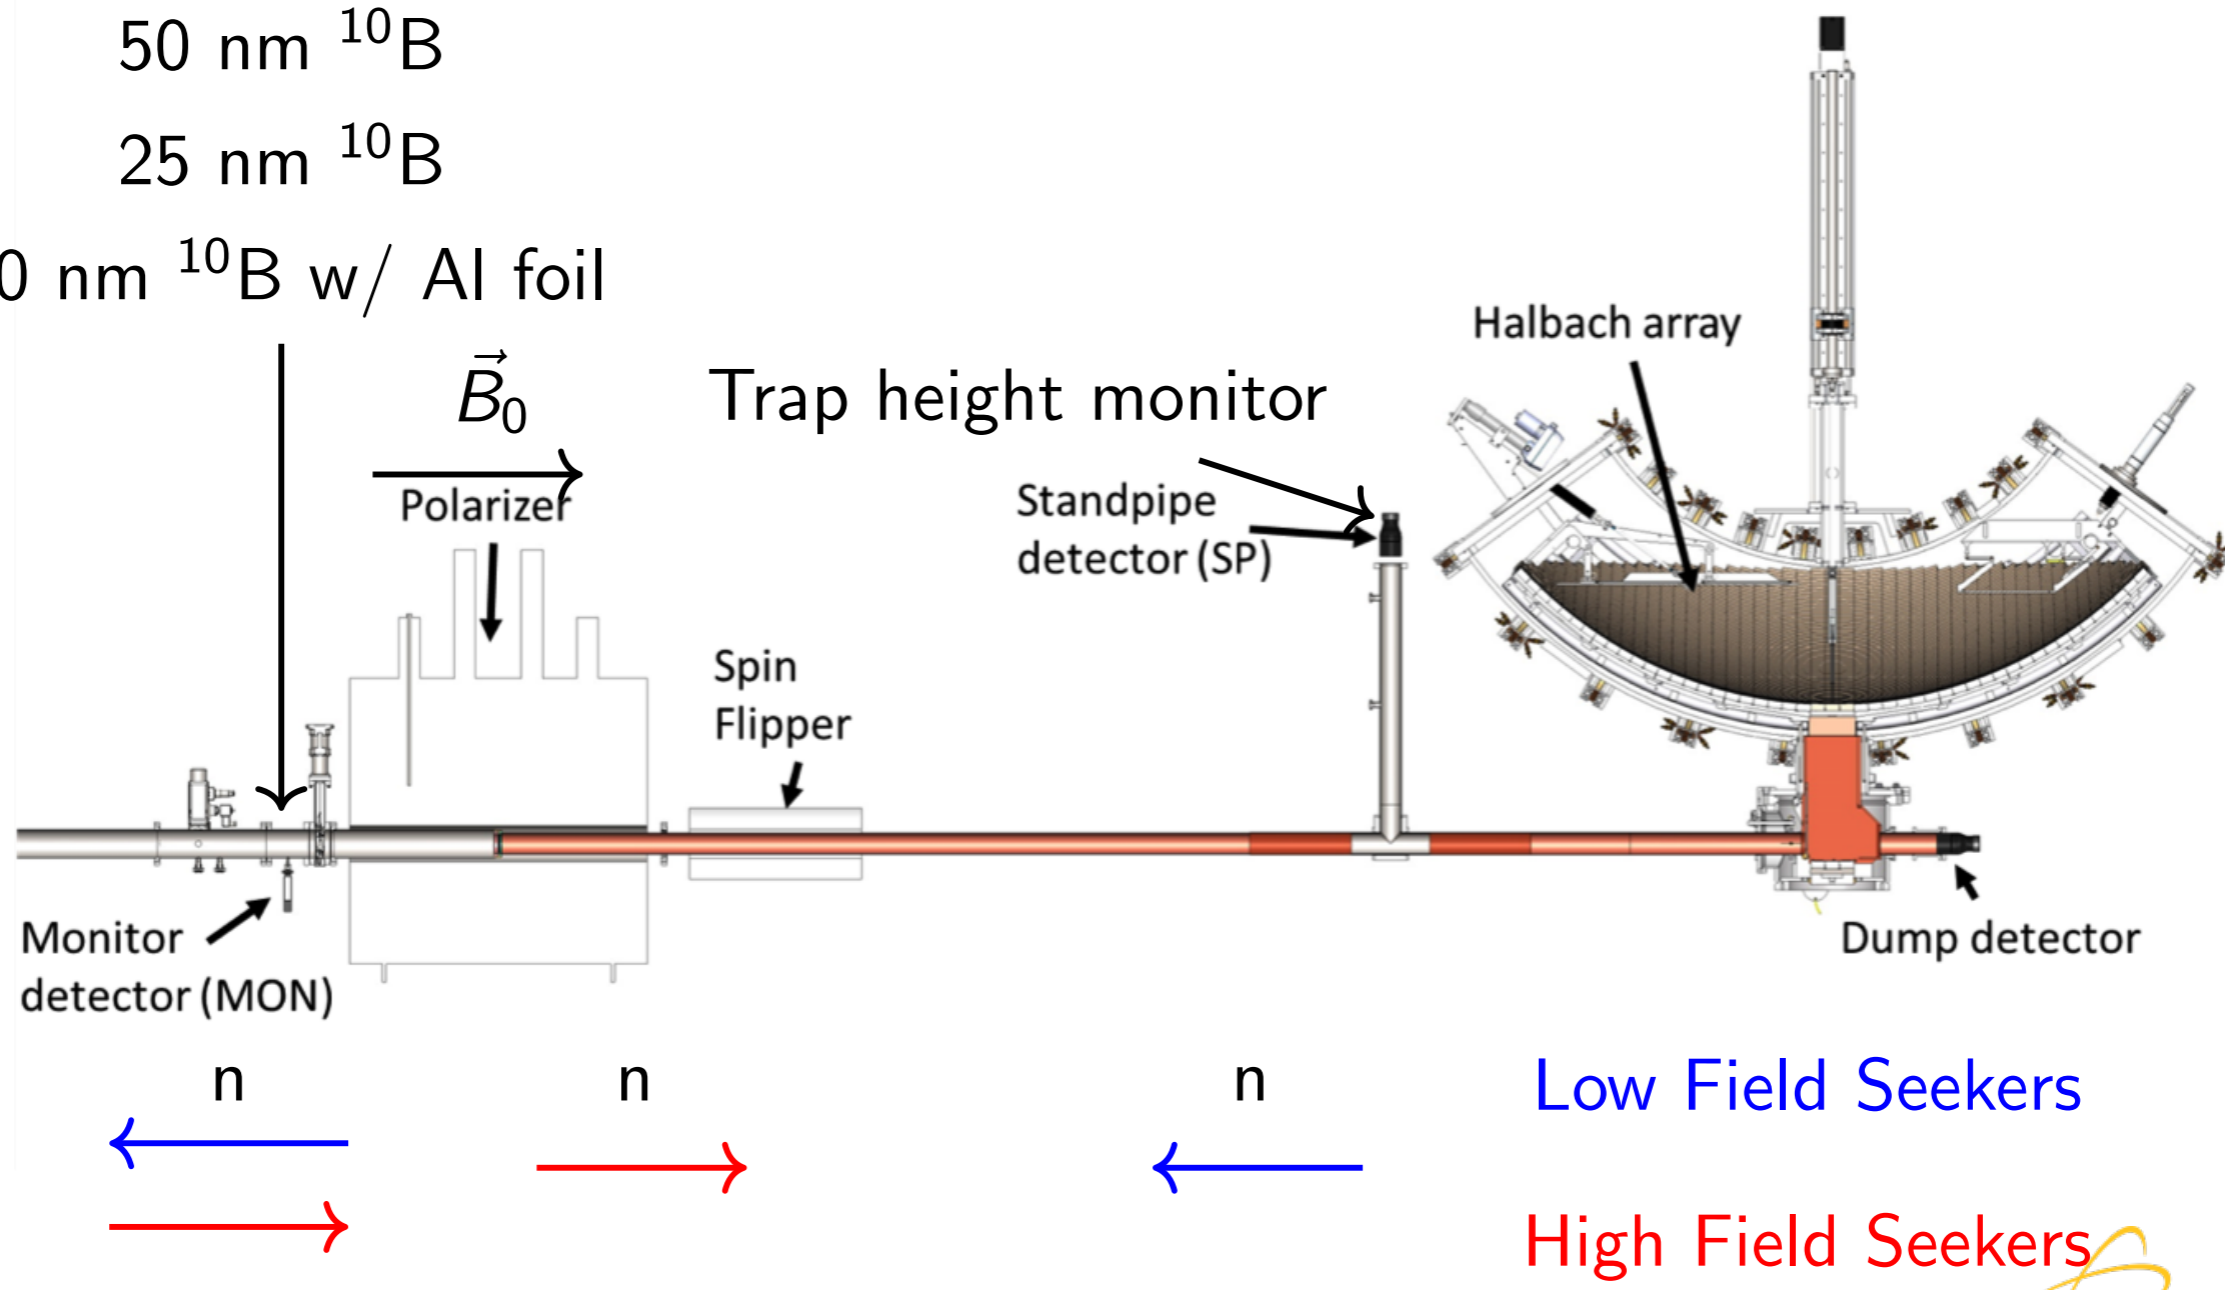 50 nm ¹⁰B
25 nm ¹⁰B
0 nm ¹⁰B w/ Al foil
B⃗₀
Polarizer
Trap height monitor
Halbach array
Standpipe
detector (SP)
Spin
Flipper
Monitor
detector (MON)
Dump detector
n n n
Low Field Seekers
High Field Seekers